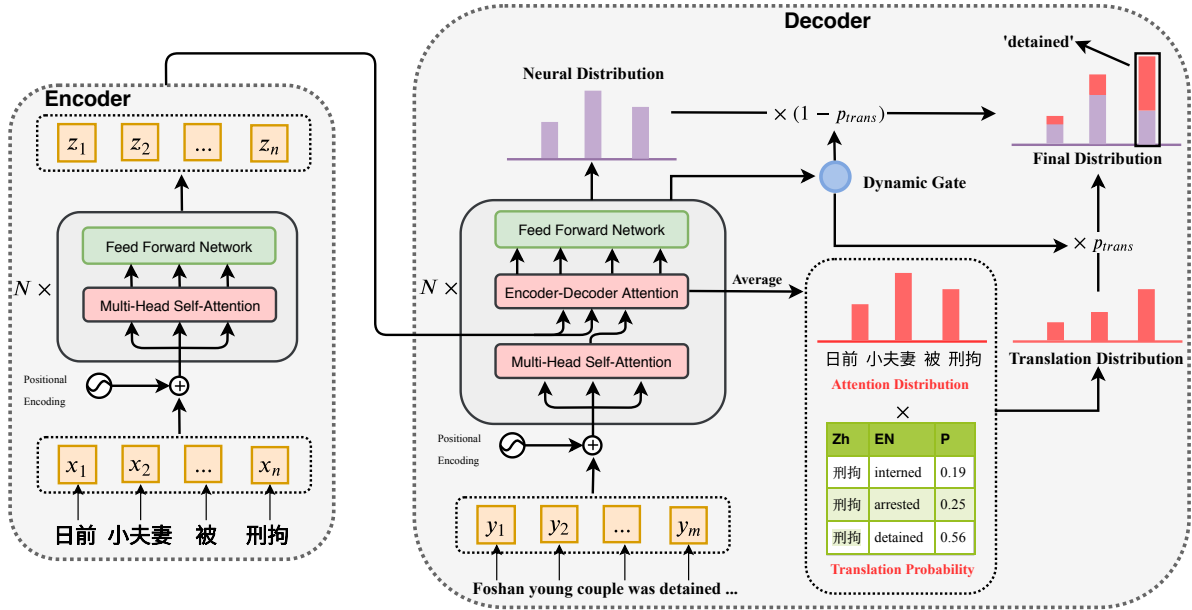 Encoder
z1 z2 ... zn
Feed Forward Network
N ×
Multi-Head Self-Attention
Positional
Encoding
x1 x2 ... xn
日前 小夫妻 被 刑拘
Decoder
Neural Distribution
× (1 − ptrans)
'detained'
Final Distribution
Dynamic Gate
× ptrans
Feed Forward Network
N ×
Encoder-Decoder Attention
Average
Multi-Head Self-Attention
Positional
Encoding
y1 y2 ... ym
Foshan young couple was detained ...
日前 小夫妻 被 刑拘
Attention Distribution
×
Zh EN P
刑拘 interned 0.19
刑拘 arrested 0.25
刑拘 detained 0.56
Translation Probability
Translation Distribution